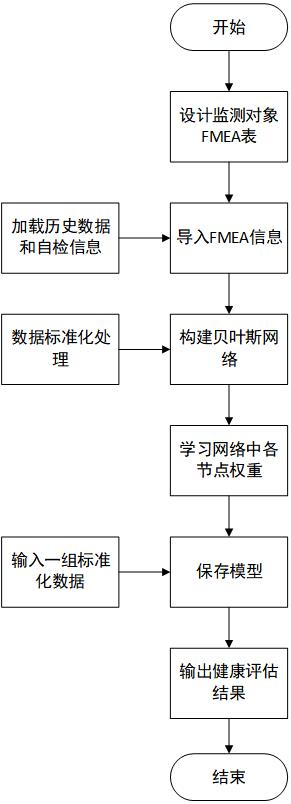 开始
设计监测对象
FMEA表
加载历史数据
和自检信息
导入FMEA信息
数据标准化处
理
构建贝叶斯网
络
学习网络中各
节点权重
输入一组标准
化数据
保存模型
输出健康评估
结果
结束